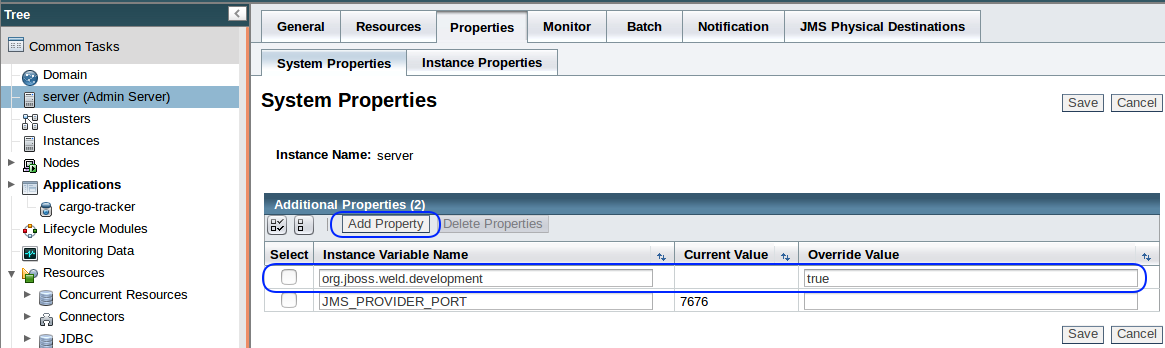 Tree
Common Tasks
Domain
server (Admin Server)
Clusters
Instances
Nodes
Applications
cargo-tracker
Lifecycle Modules
Monitoring Data
Resources
Concurrent Resources
Connectors
JDBC
General Resources Properties Monitor Batch Notification JMS Physical Destinations
System Properties Instance Properties
System Properties
Save Cancel
Instance Name: server
Additional Properties (2)
Add Property Delete Properties
Select Instance Variable Name Current Value Override Value
org.jboss.weld.development true
JMS_PROVIDER_PORT 7676
Save Cancel